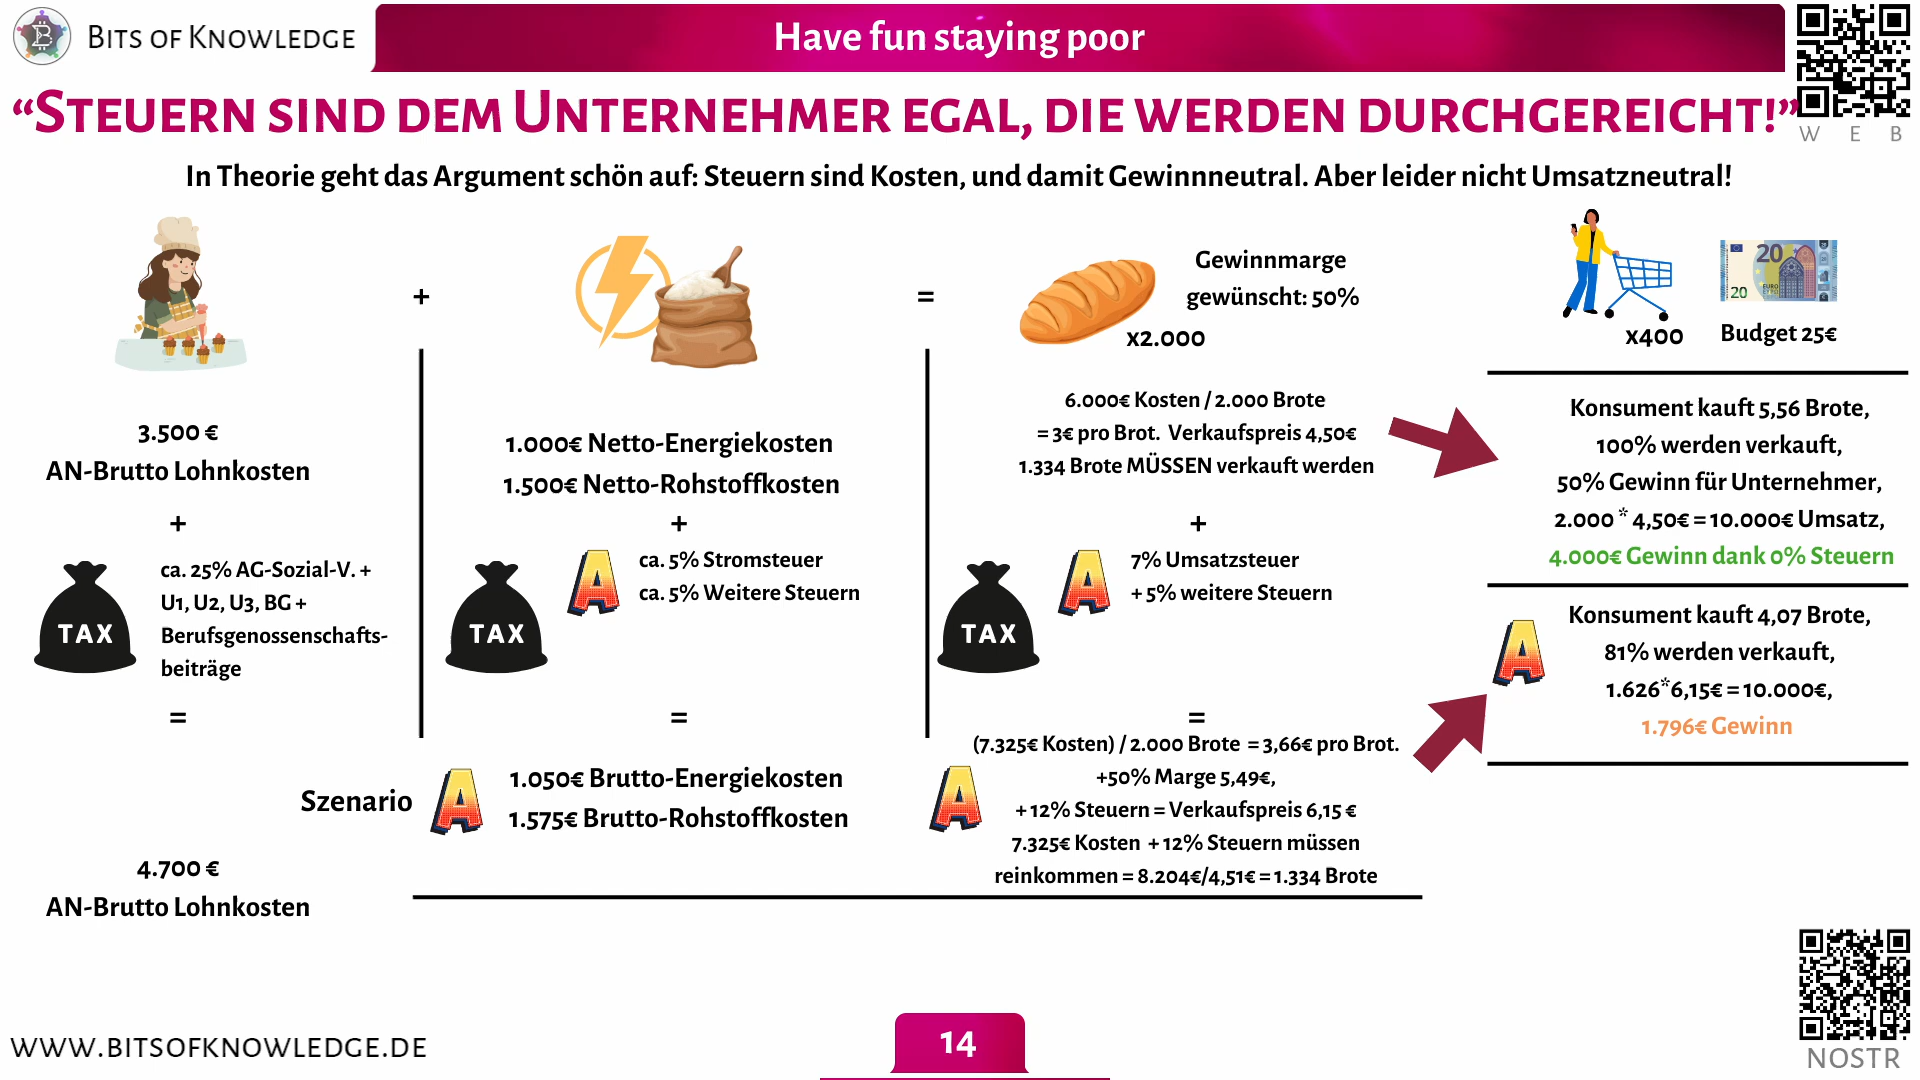 BITS OF KNOWLEDGE
Have fun staying poor
WEB
“STEUERN SIND DEM UNTERNEHMER EGAL, DIE WERDEN DURCHGEREICHT!”
In Theorie geht das Argument schön auf: Steuern sind Kosten, und damit Gewinnneutral. Aber leider nicht Umsatzneutral!
3.500 €
AN-Brutto Lohnkosten
+
TAX
ca. 25% AG-Sozial-V. +
U1, U2, U3, BG +
Berufsgenossenschafts-
beiträge
=
4.700 €
AN-Brutto Lohnkosten
+
1.000€ Netto-Energiekosten
1.500€ Netto-Rohstoffkosten
+
TAX
A
ca. 5% Stromsteuer
ca. 5% Weitere Steuern
=
Szenario
A
1.050€ Brutto-Energiekosten
1.575€ Brutto-Rohstoffkosten
=
x2.000
Gewinnmarge
gewünscht: 50%
6.000€ Kosten / 2.000 Brote
= 3€ pro Brot. Verkaufspreis 4,50€
1.334 Brote MÜSSEN verkauft werden
+
TAX
A
7% Umsatzsteuer
+ 5% weitere Steuern
=
A
(7.325€ Kosten) / 2.000 Brote = 3,66€ pro Brot.
+50% Marge 5,49€,
+ 12% Steuern = Verkaufspreis 6,15 €
7.325€ Kosten + 12% Steuern müssen
reinkommen = 8.204€/4,51€ = 1.334 Brote
x400
20
20
EURO
Budget 25€
Konsument kauft 5,56 Brote,
100% werden verkauft,
50% Gewinn für Unternehmer,
2.000 * 4,50€ = 10.000€ Umsatz,
4.000€ Gewinn dank 0% Steuern
A
Konsument kauft 4,07 Brote,
81% werden verkauft,
1.626*6,15€ = 10.000€,
1.796€ Gewinn
WWW.BITSOFKNOWLEDGE.DE
14
NOSTR